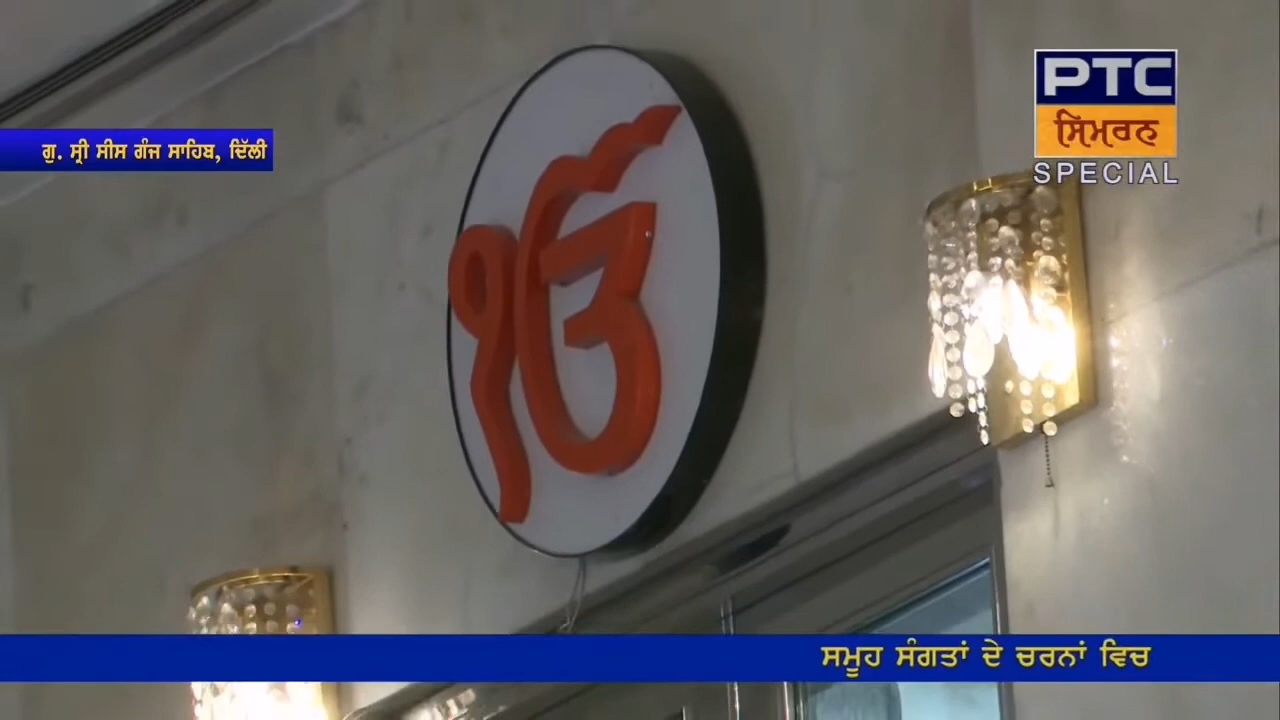 PTC
ਸਿਮਰਨ
SPECIAL
ਗੁ. ਸ੍ਰੀ ਸੀਸ ਗੰਜ ਸਾਹਿਬ, ਦਿੱਲੀ
ੴ
ਸਮੂਹ ਸੰਗਤਾਂ ਦੇ ਚਰਨਾਂ ਵਿਚ